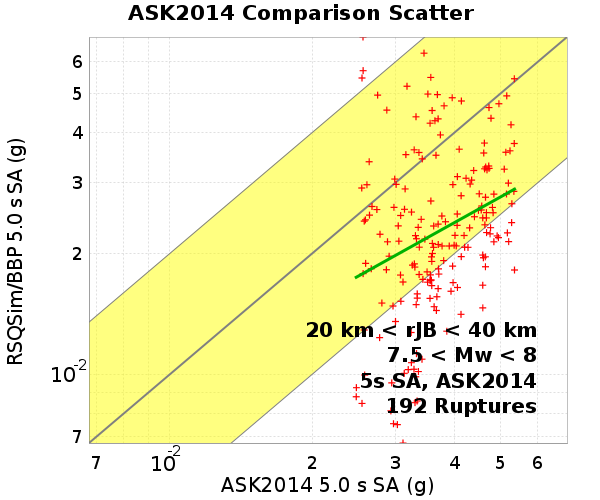 ASK2014 Comparison Scatter
RSQSim/BBP 5.0 s SA (g)
6
5
4
3
2
10-2
7
20 km < rJB < 40 km
7.5 < Mw < 8
5s SA, ASK2014
192 Ruptures
7 10-2 2 3 4 5 6
ASK2014 5.0 s SA (g)